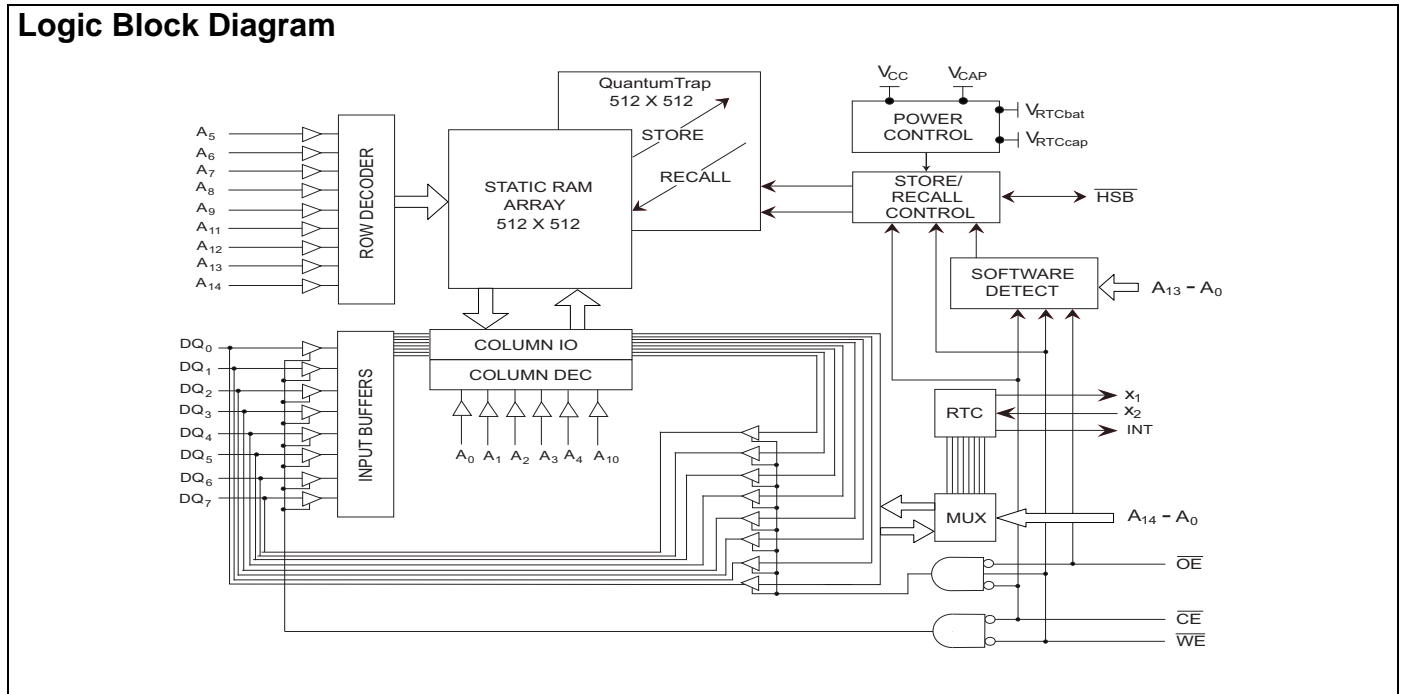 Logic Block Diagram
QuantumTrap
512 X 512
STORE
RECALL
STATIC RAM
ARRAY
512 X 512
A5
A6
A7
A8
A9
A11
A12
A13
A14
ROW DECODER
VCC
VCAP
VRTCbat
VRTCcap
POWER
CONTROL
STORE/
RECALL
CONTROL
HSB
SOFTWARE
DETECT
A13 – A0
DQ0
DQ1
DQ2
DQ3
DQ4
DQ5
DQ6
DQ7
INPUT BUFFERS
COLUMN IO
COLUMN DEC
A0 A1 A2 A3 A4 A10
RTC
x1
x2
INT
MUX
A14 – A0
OE
CE
WE